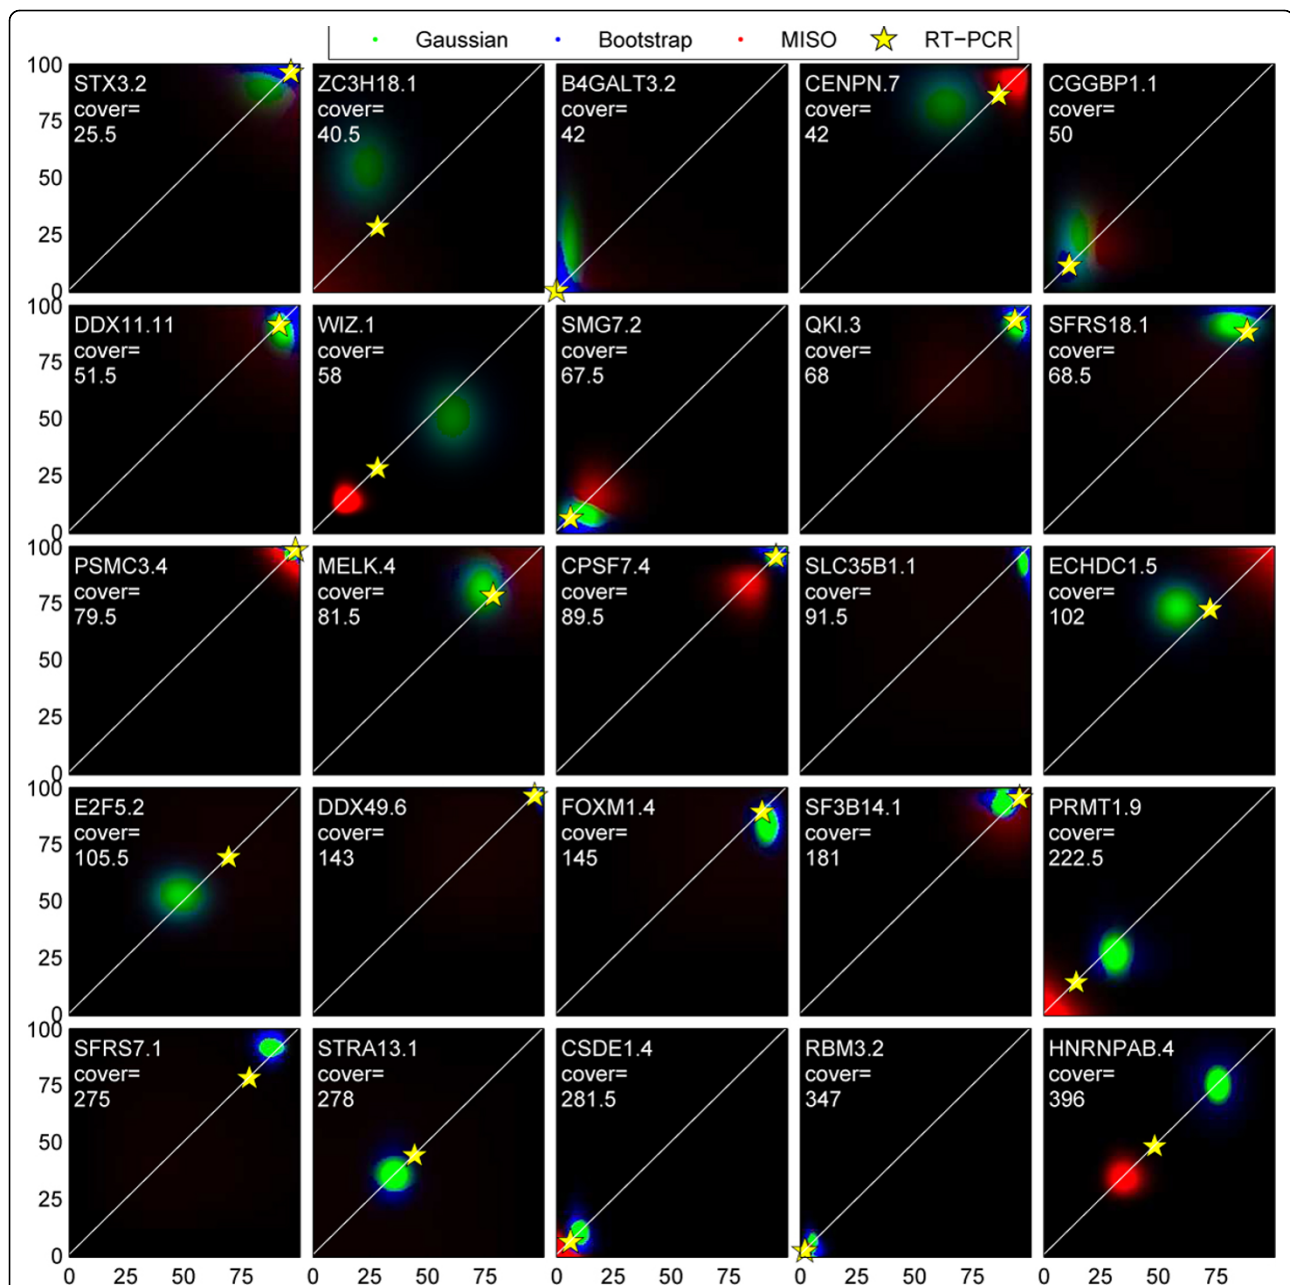 Gaussian Bootstrap MISO RT−PCR
100 STX3.2 ZC3H18.1 B4GALT3.2 CENPN.7 CGGBP1.1
cover= cover= cover= cover= cover=
75 25.5 40.5 42 42 50
50
25
0
100 DDX11.11 WIZ.1 SMG7.2 QKI.3 SFRS18.1
cover= cover= cover= cover= cover=
75 51.5 58 67.5 68 68.5
50
25
0
100 PSMC3.4 MELK.4 CPSF7.4 SLC35B1.1 ECHDC1.5
cover= cover= cover= cover= cover=
75 79.5 81.5 89.5 91.5 102
50
25
0
100 E2F5.2 DDX49.6 FOXM1.4 SF3B14.1 PRMT1.9
cover= cover= cover= cover= cover=
75 105.5 143 145 181 222.5
50
25
0
100 SFRS7.1 STRA13.1 CSDE1.4 RBM3.2 HNRNPAB.4
cover= cover= cover= cover= cover=
75 275 278 281.5 347 396
50
25
0
0 25 50 75 0 25 50 75 0 25 50 75 0 25 50 75 0 25 50 75